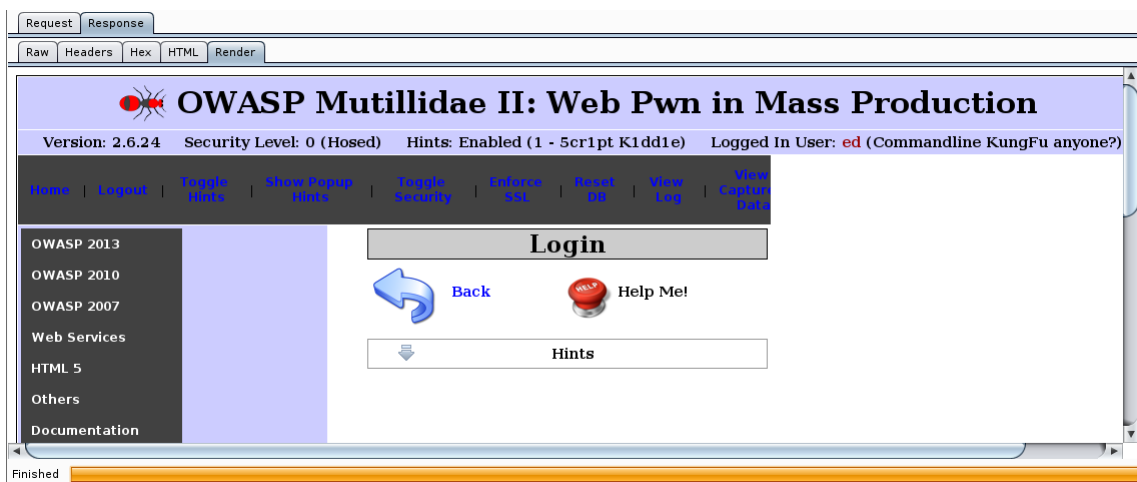 Request Response
Raw Headers Hex HTML Render
OWASP Mutillidae II: Web Pwn in Mass Production
Version: 2.6.24 Security Level: 0 (Hosed) Hints: Enabled (1 - 5cr1pt K1dd1e) Logged In User: ed (Commandline KungFu anyone?)
Home | Logout | Toggle Hints | Show Popup Hints | Toggle Security | Enforce SSL | Reset DB | View Log | View Capture Data
OWASP 2013
OWASP 2010
OWASP 2007
Web Services
HTML 5
Others
Documentation
Login
Back HELP Help Me!
Hints
Finished